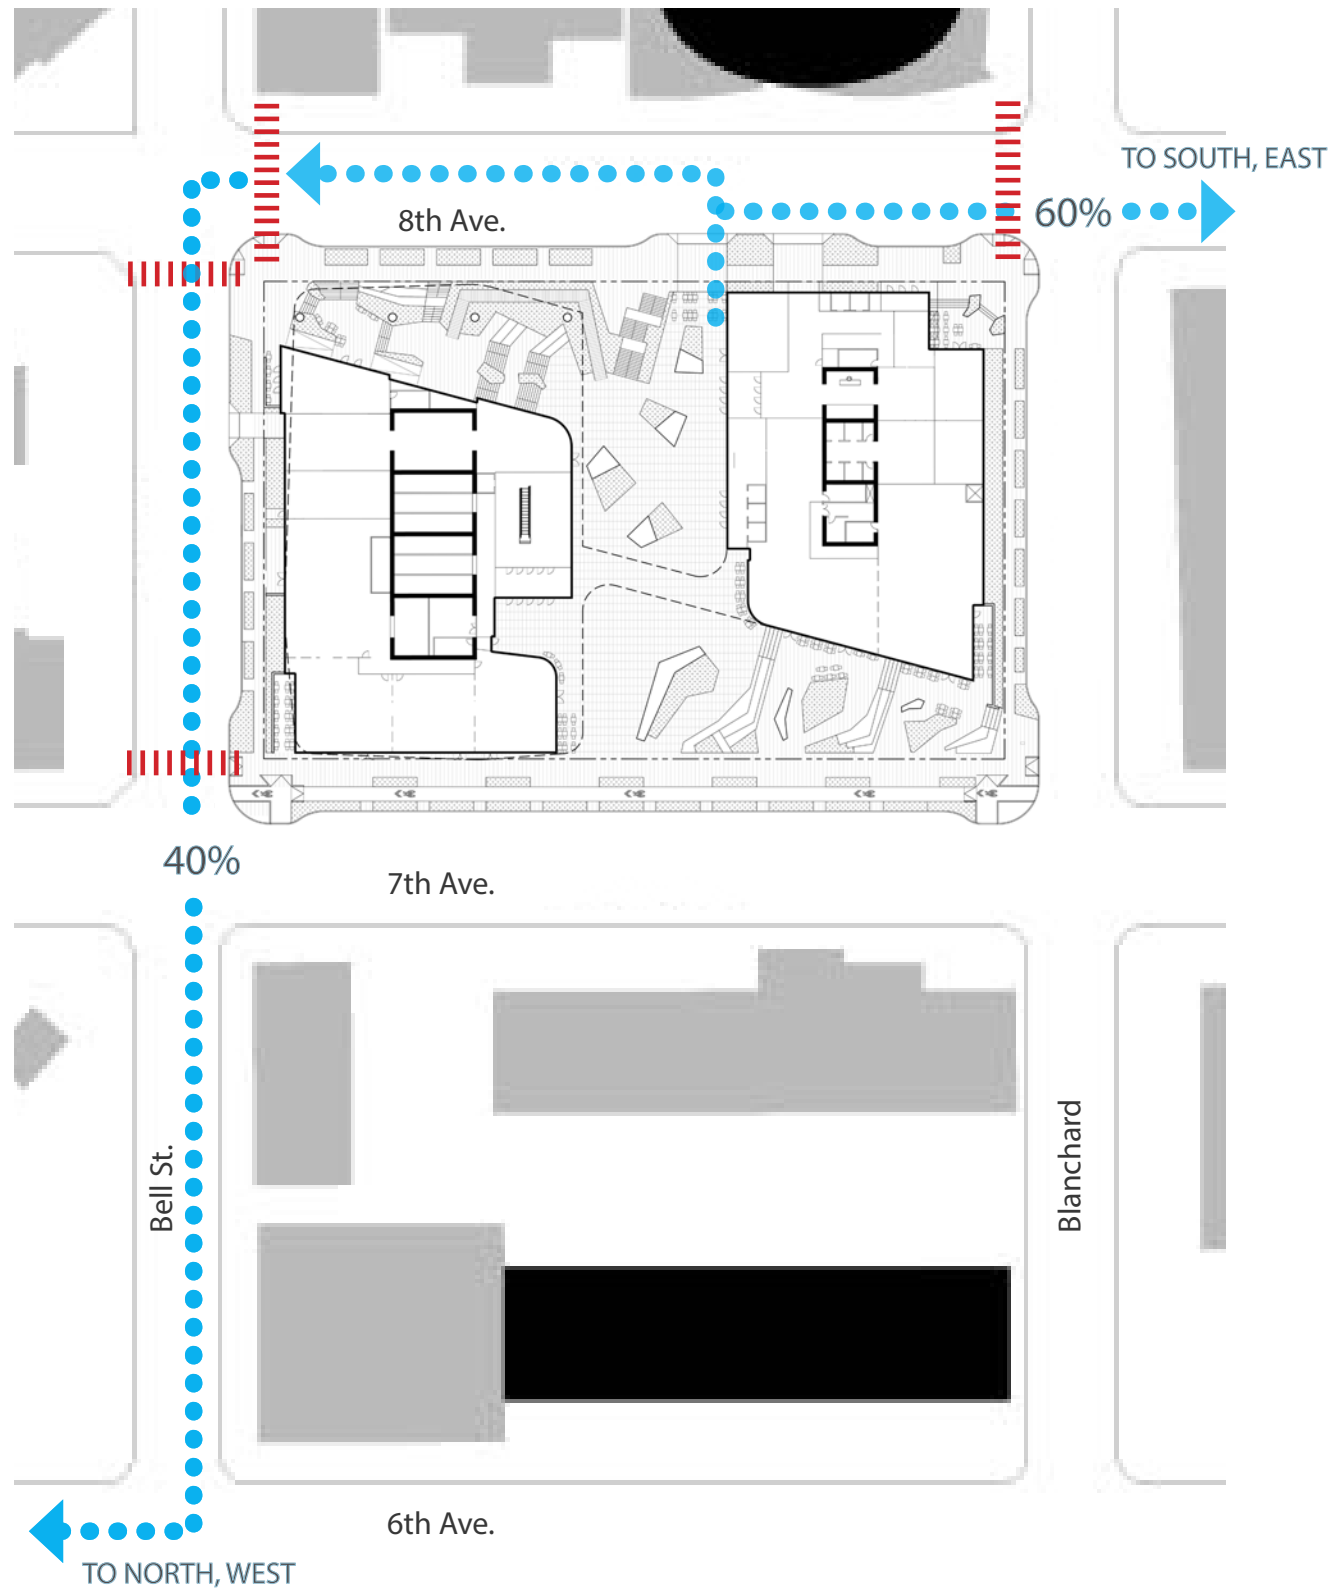 TO SOUTH, EAST
60%
8th Ave.
40%
7th Ave.
Bell St.
Blanchard
6th Ave.
TO NORTH, WEST